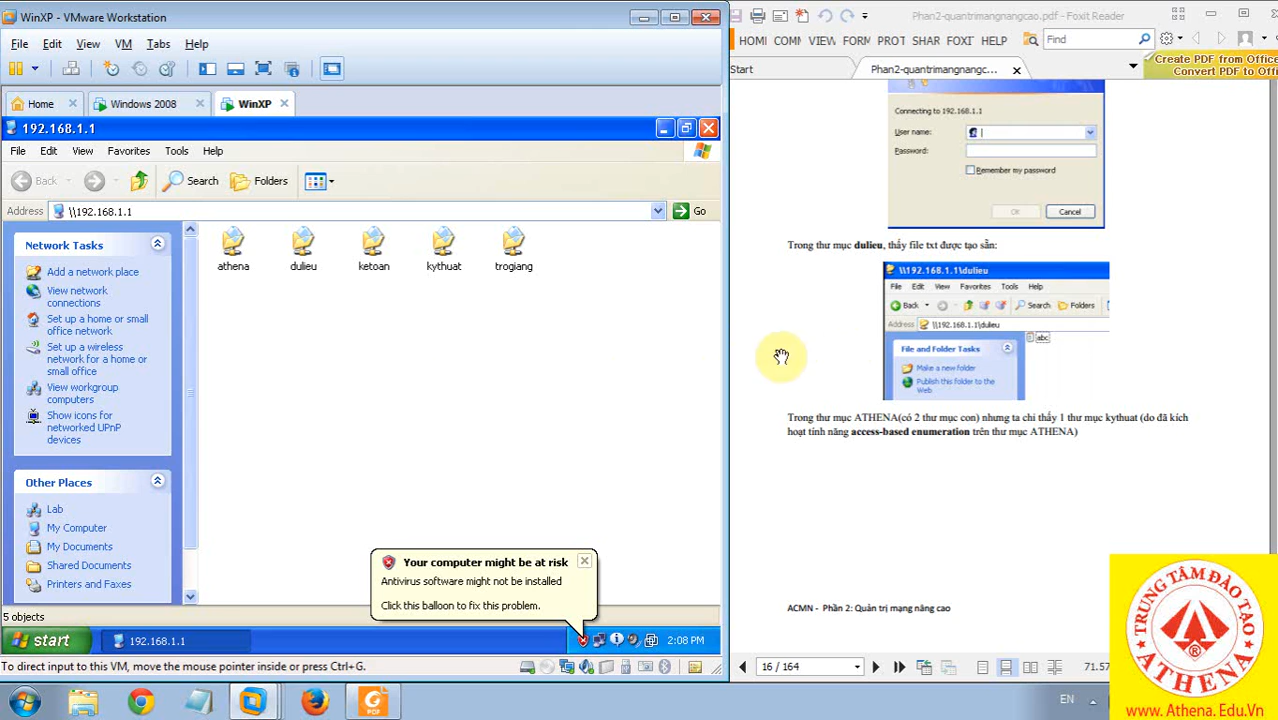 WinXP - VMware Workstation
File Edit View VM Tabs Help
Home Windows 2008 WinXP
192.168.1.1
File Edit View Favorites Tools Help
Back Search Folders
Address \\192.168.1.1 Go
Network Tasks
Add a network place
View network
connections
Set up a home or small
office network
Set up a wireless
network for a home or
small office
View workgroup
computers
Show icons for
networked UPnP
devices
Other Places
Lab
My Computer
My Documents
Shared Documents
Printers and Faxes
athena dulieu ketoan kythuat trogiang
Your computer might be at risk
Antivirus software might not be installed
Click this balloon to fix this problem.
5 objects
start 192.168.1.1 2:08 PM
To direct input to this VM, move the mouse pointer inside or press Ctrl+G.
Phan2-quantrimangnangcao.pdf - Foxit Reader
HOME COMM VIEW FORM PROT SHAR FOXIT HELP Find
Start Phan2-quantrimangnangc... Create PDF from Office
Convert PDF to Offi
Connecting to 192.168.1.1
User name:
Password:
Remember my password
OK Cancel
Trong thư mục dulieu, thấy file txt được tạo sẵn:
\\192.168.1.1\dulieu
File Edit View Favorites Tools Help
Back Search Folders
Address \\192.168.1.1\dulieu
abc
File and Folder Tasks
Make a new folder
Publish this folder to the
Web
Trong thư mục ATHENA(có 2 thư mục con) nhưng ta chỉ thấy 1 thư mục kythuat (do đã kích
hoạt tính năng access-based enumeration trên thư mục ATHENA)
ACMN - Phần 2: Quản trị mạng nâng cao
16 / 164 71.57
EN
TRUNG TÂM ĐÀO TẠO
ATHENA
www.Athena.Edu.Vn